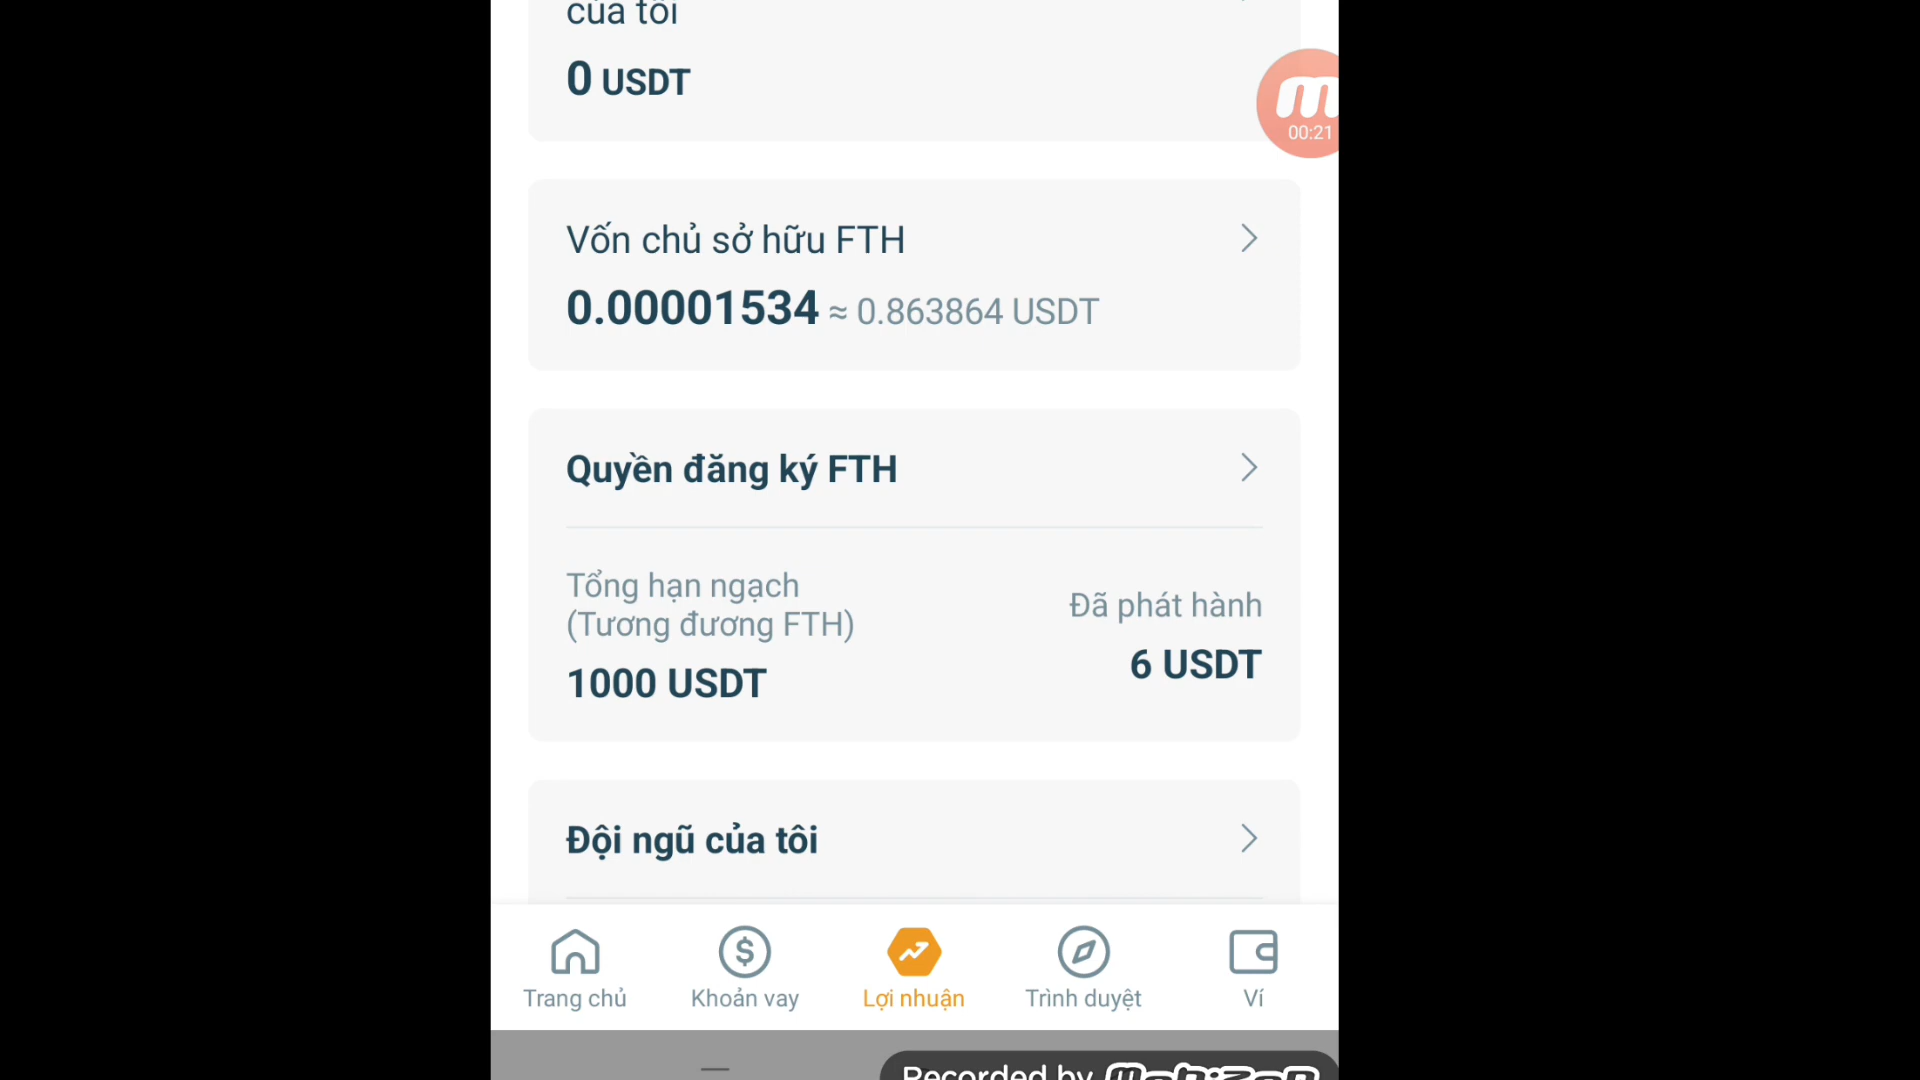 của tôi
0 USDT
00:21
Vốn chủ sở hữu FTH
0.00001534 ≈ 0.863864 USDT
Quyền đăng ký FTH
Tổng hạn ngạch
(Tương đương FTH)
1000 USDT
Đã phát hành
6 USDT
Đội ngũ của tôi
Trang chủ
Khoản vay
Lợi nhuận
Trình duyệt
Ví
Recorded by mobizen